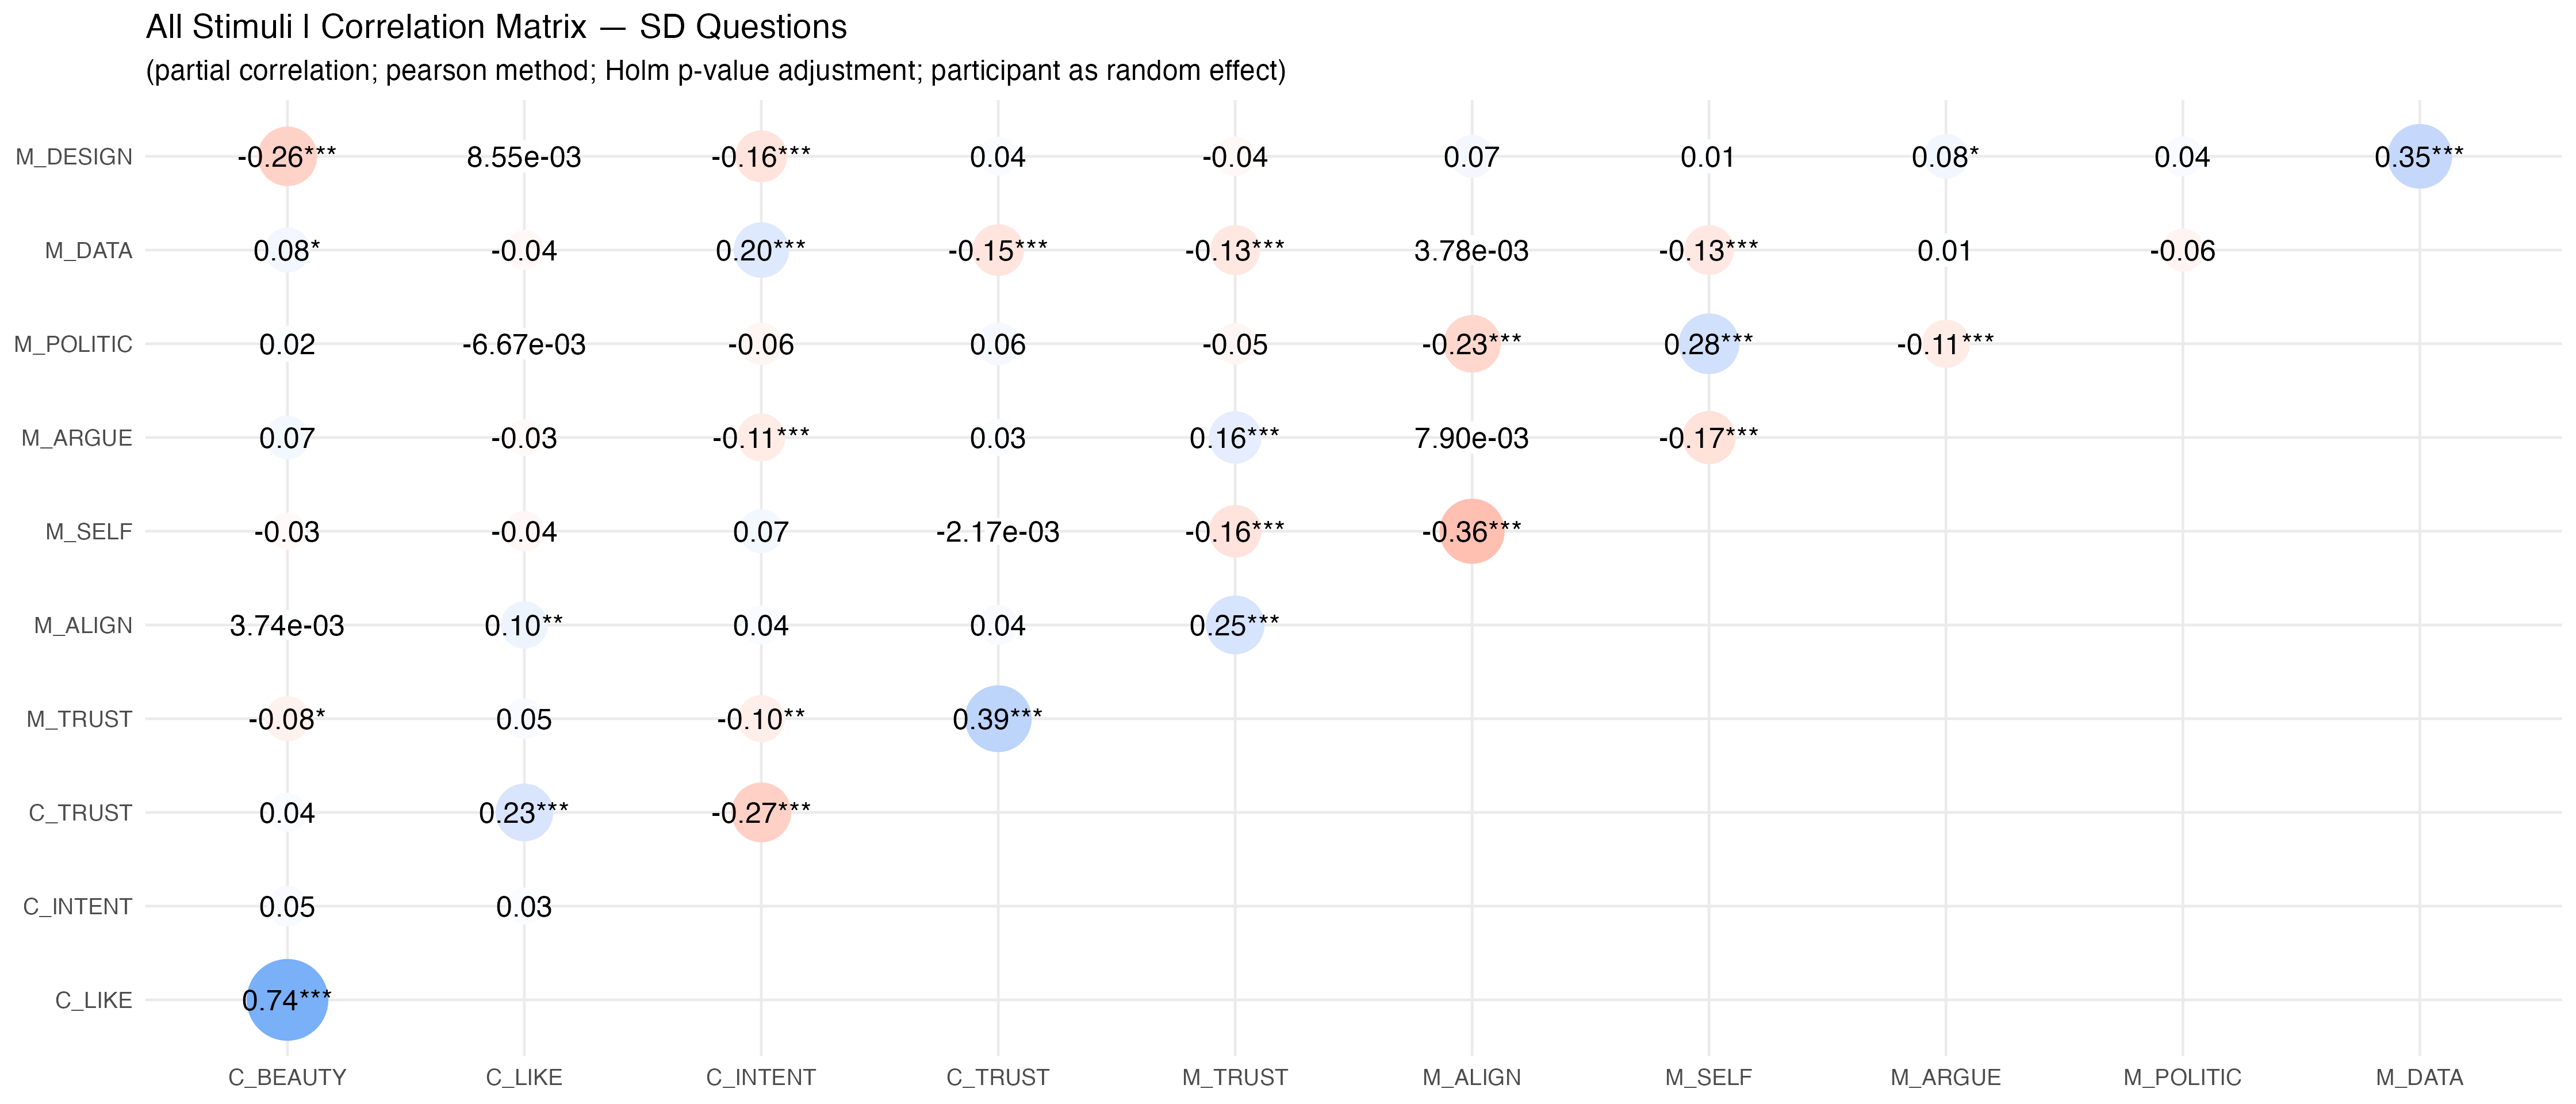 All Stimuli | Correlation Matrix — SD Questions
(partial correlation; pearson method; Holm p-value adjustment; participant as random effect)
M_DESIGN -0.26*** 8.55e-03 -0.16*** 0.04 -0.04 0.07 0.01 0.08* 0.04 0.35***
M_DATA 0.08* -0.04 0.20*** -0.15*** -0.13*** 3.78e-03 -0.13*** 0.01 -0.06
M_POLITIC 0.02 -6.67e-03 -0.06 0.06 -0.05 -0.23*** 0.28*** -0.11***
M_ARGUE 0.07 -0.03 -0.11*** 0.03 0.16*** 7.90e-03 -0.17***
M_SELF -0.03 -0.04 0.07 -2.17e-03 -0.16*** -0.36***
M_ALIGN 3.74e-03 0.10** 0.04 0.04 0.25***
M_TRUST -0.08* 0.05 -0.10** 0.39***
C_TRUST 0.04 0.23*** -0.27***
C_INTENT 0.05 0.03
C_LIKE 0.74***
C_BEAUTY C_LIKE C_INTENT C_TRUST M_TRUST M_ALIGN M_SELF M_ARGUE M_POLITIC M_DATA